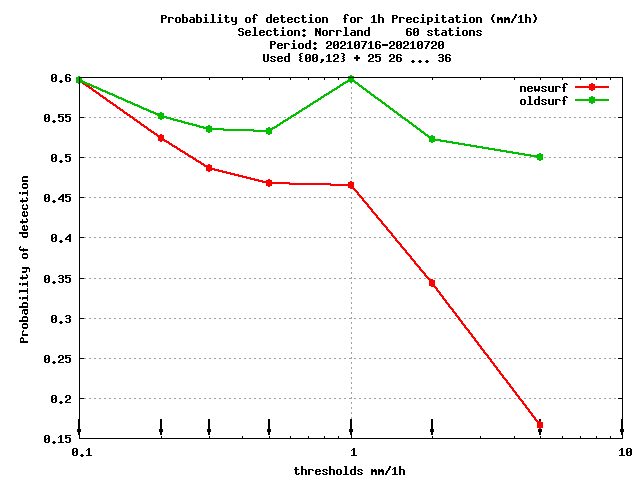 Probability of detection  for 1h Precipitation (mm/1h)
Selection: Norrland     60 stations
Period: 20210716-20210720
Used {00,12} + 25 26 ... 36
newsurf
oldsurf
0.6
0.55
0.5
0.45
0.4
0.35
0.3
0.25
0.2
0.15
Probability of detection
0.1
1
10
thresholds mm/1h